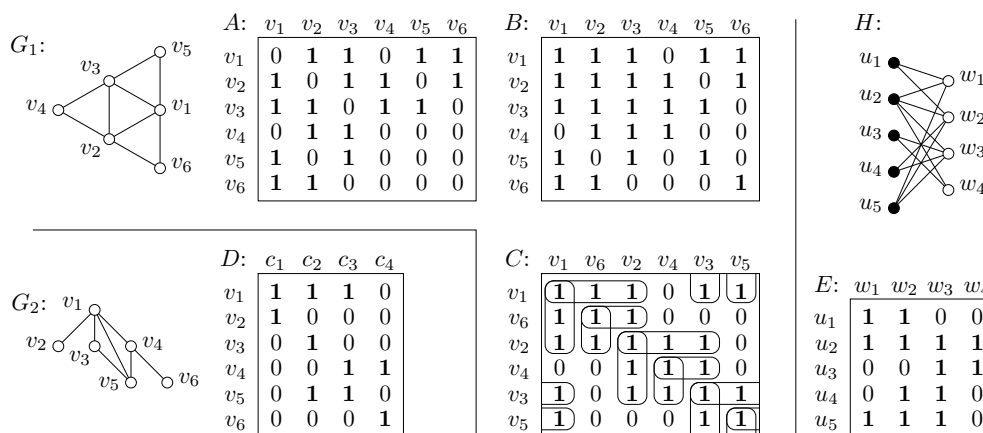 G₁:
v₅
v₃
v₄
v₁
v₂
v₆
A: v₁ v₂ v₃ v₄ v₅ v₆
v₁ 0 1 1 0 1 1
v₂ 1 0 1 1 0 1
v₃ 1 1 0 1 1 0
v₄ 0 1 1 0 0 0
v₅ 1 0 1 0 0 0
v₆ 1 1 0 0 0 0
B: v₁ v₂ v₃ v₄ v₅ v₆
v₁ 1 1 1 0 1 1
v₂ 1 1 1 1 0 1
v₃ 1 1 1 1 1 0
v₄ 0 1 1 1 0 0
v₅ 1 0 1 0 1 0
v₆ 1 1 0 0 0 1
H:
u₁
w₁
u₂
w₂
u₃
w₃
u₄
w₄
u₅
G₂:
v₁
v₂
v₃
v₄
v₅
v₆
D: c₁ c₂ c₃ c₄
v₁ 1 1 1 0
v₂ 1 0 0 0
v₃ 0 1 0 0
v₄ 0 0 1 1
v₅ 0 1 1 0
v₆ 0 0 0 1
C: v₁ v₆ v₂ v₄ v₃ v₅
v₁ 1 1 1 0 1 1
v₆ 1 1 1 0 0 0
v₂ 1 1 1 1 1 0
v₄ 0 0 1 1 1 0
v₃ 1 0 1 1 1 1
v₅ 1 0 0 0 1 1
E: w₁ w₂ w₃
u₁ 1 1 0 0
u₂ 1 1 1 1
u₃ 0 0 1 1
u₄ 0 1 1 0
u₅ 1 1 1 0